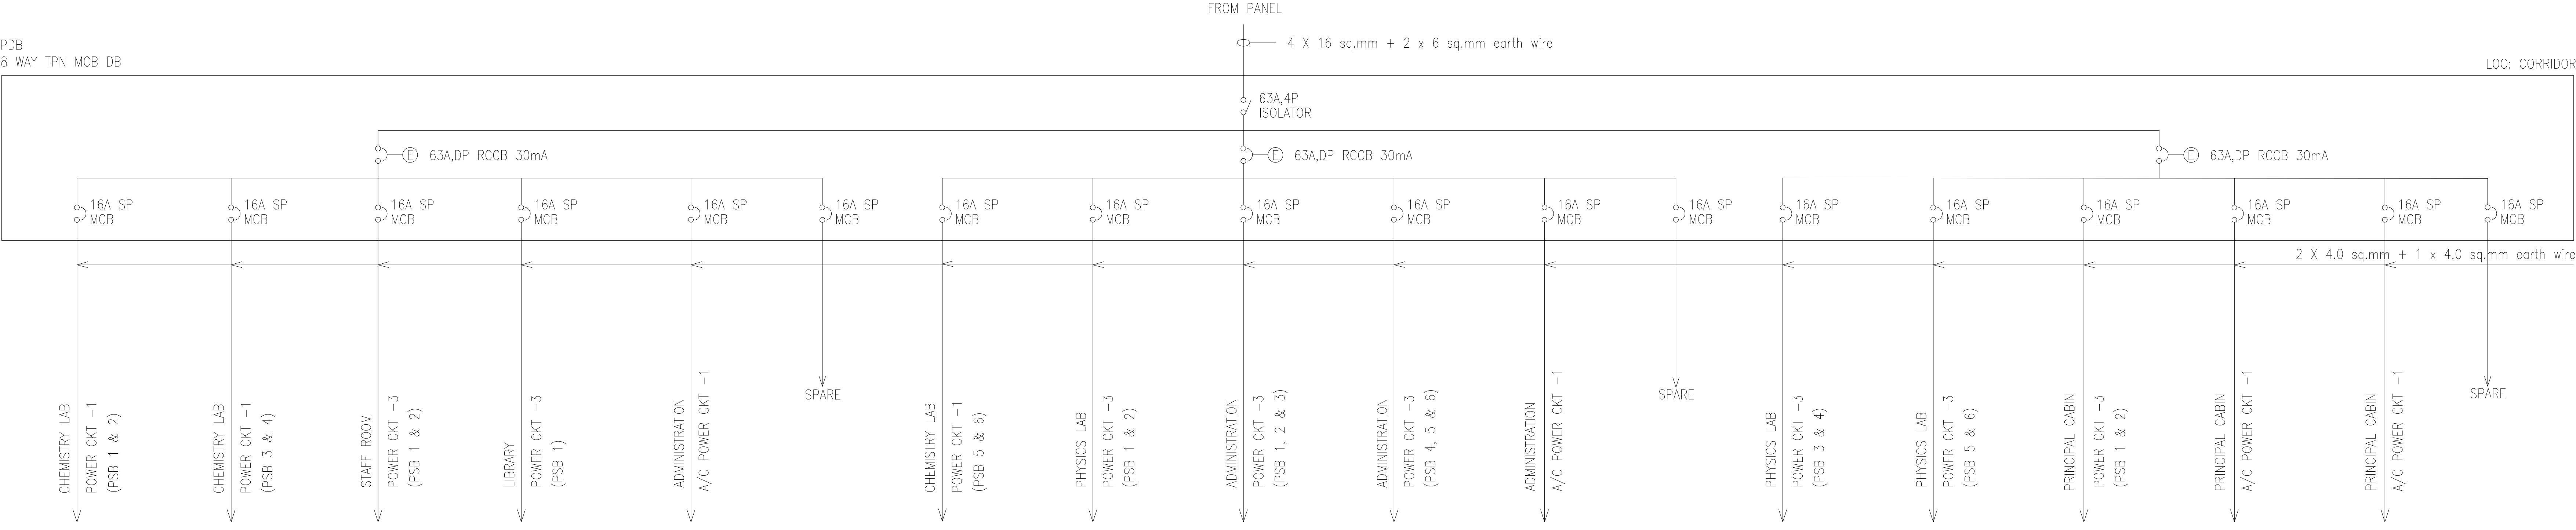 FROM PANEL
4 X 16 sq.mm + 2 x 6 sq.mm earth wire
PDB
8 WAY TPN MCB DB
LOC: CORRIDOR
63A,4P
ISOLATOR
E 63A,DP RCCB 30mA
E 63A,DP RCCB 30mA
E 63A,DP RCCB 30mA
16A SP
MCB
16A SP
MCB
16A SP
MCB
16A SP
MCB
16A SP
MCB
16A SP
MCB
16A SP
MCB
16A SP
MCB
16A SP
MCB
16A SP
MCB
16A SP
MCB
16A SP
MCB
16A SP
MCB
16A SP
MCB
16A SP
MCB
16A SP
MCB
16A SP
MCB
16A SP
MCB
2 X 4.0 sq.mm + 1 x 4.0 sq.mm earth wire
CHEMISTRY LAB
POWER CKT -1
(PSB 1 & 2)
CHEMISTRY LAB
POWER CKT -1
(PSB 3 & 4)
STAFF ROOM
POWER CKT -3
(PSB 1 & 2)
LIBRARY
POWER CKT -3
(PSB 1)
ADMINISTRATION
A/C POWER CKT -1
SPARE
CHEMISTRY LAB
POWER CKT -1
(PSB 5 & 6)
PHYSICS LAB
POWER CKT -3
(PSB 1 & 2)
ADMINISTRATION
POWER CKT -3
(PSB 1, 2 & 3)
ADMINISTRATION
POWER CKT -3
(PSB 4, 5 & 6)
ADMINISTRATION
A/C POWER CKT -1
SPARE
PHYSICS LAB
POWER CKT -3
(PSB 3 & 4)
PHYSICS LAB
POWER CKT -3
(PSB 5 & 6)
PRINCIPAL CABIN
POWER CKT -3
(PSB 1 & 2)
PRINCIPAL CABIN
A/C POWER CKT -1
PRINCIPAL CABIN
A/C POWER CKT -1
SPARE